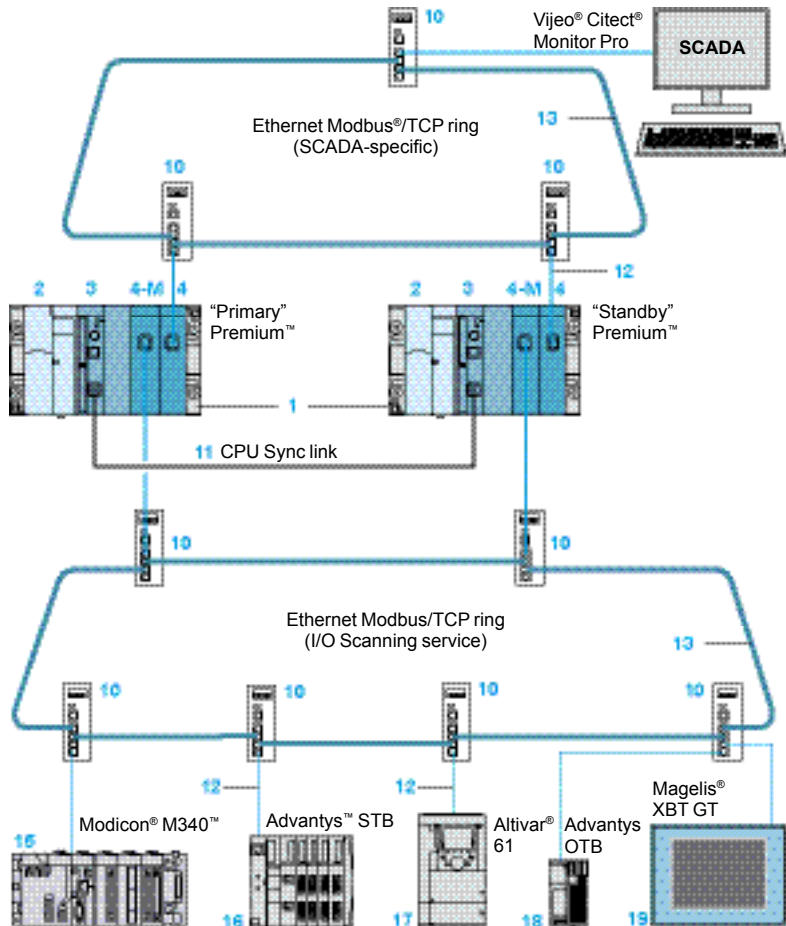 10
Vijeo® Citect®
Monitor Pro
SCADA
Ethernet Modbus®/TCP ring
(SCADA-specific)
13
10
10
12
2 3 4-M 4
"Primary"
Premium™
2 3 4-M 4
"Standby"
Premium™
1
11 CPU Sync link
10
10
Ethernet Modbus/TCP ring
(I/O Scanning service)
13
10
10
10
10
12
12
Modicon® M340™
15
Advantys™ STB
16
Altivar®
61
17
Advantys
OTB
18
Magelis®
XBT GT
19